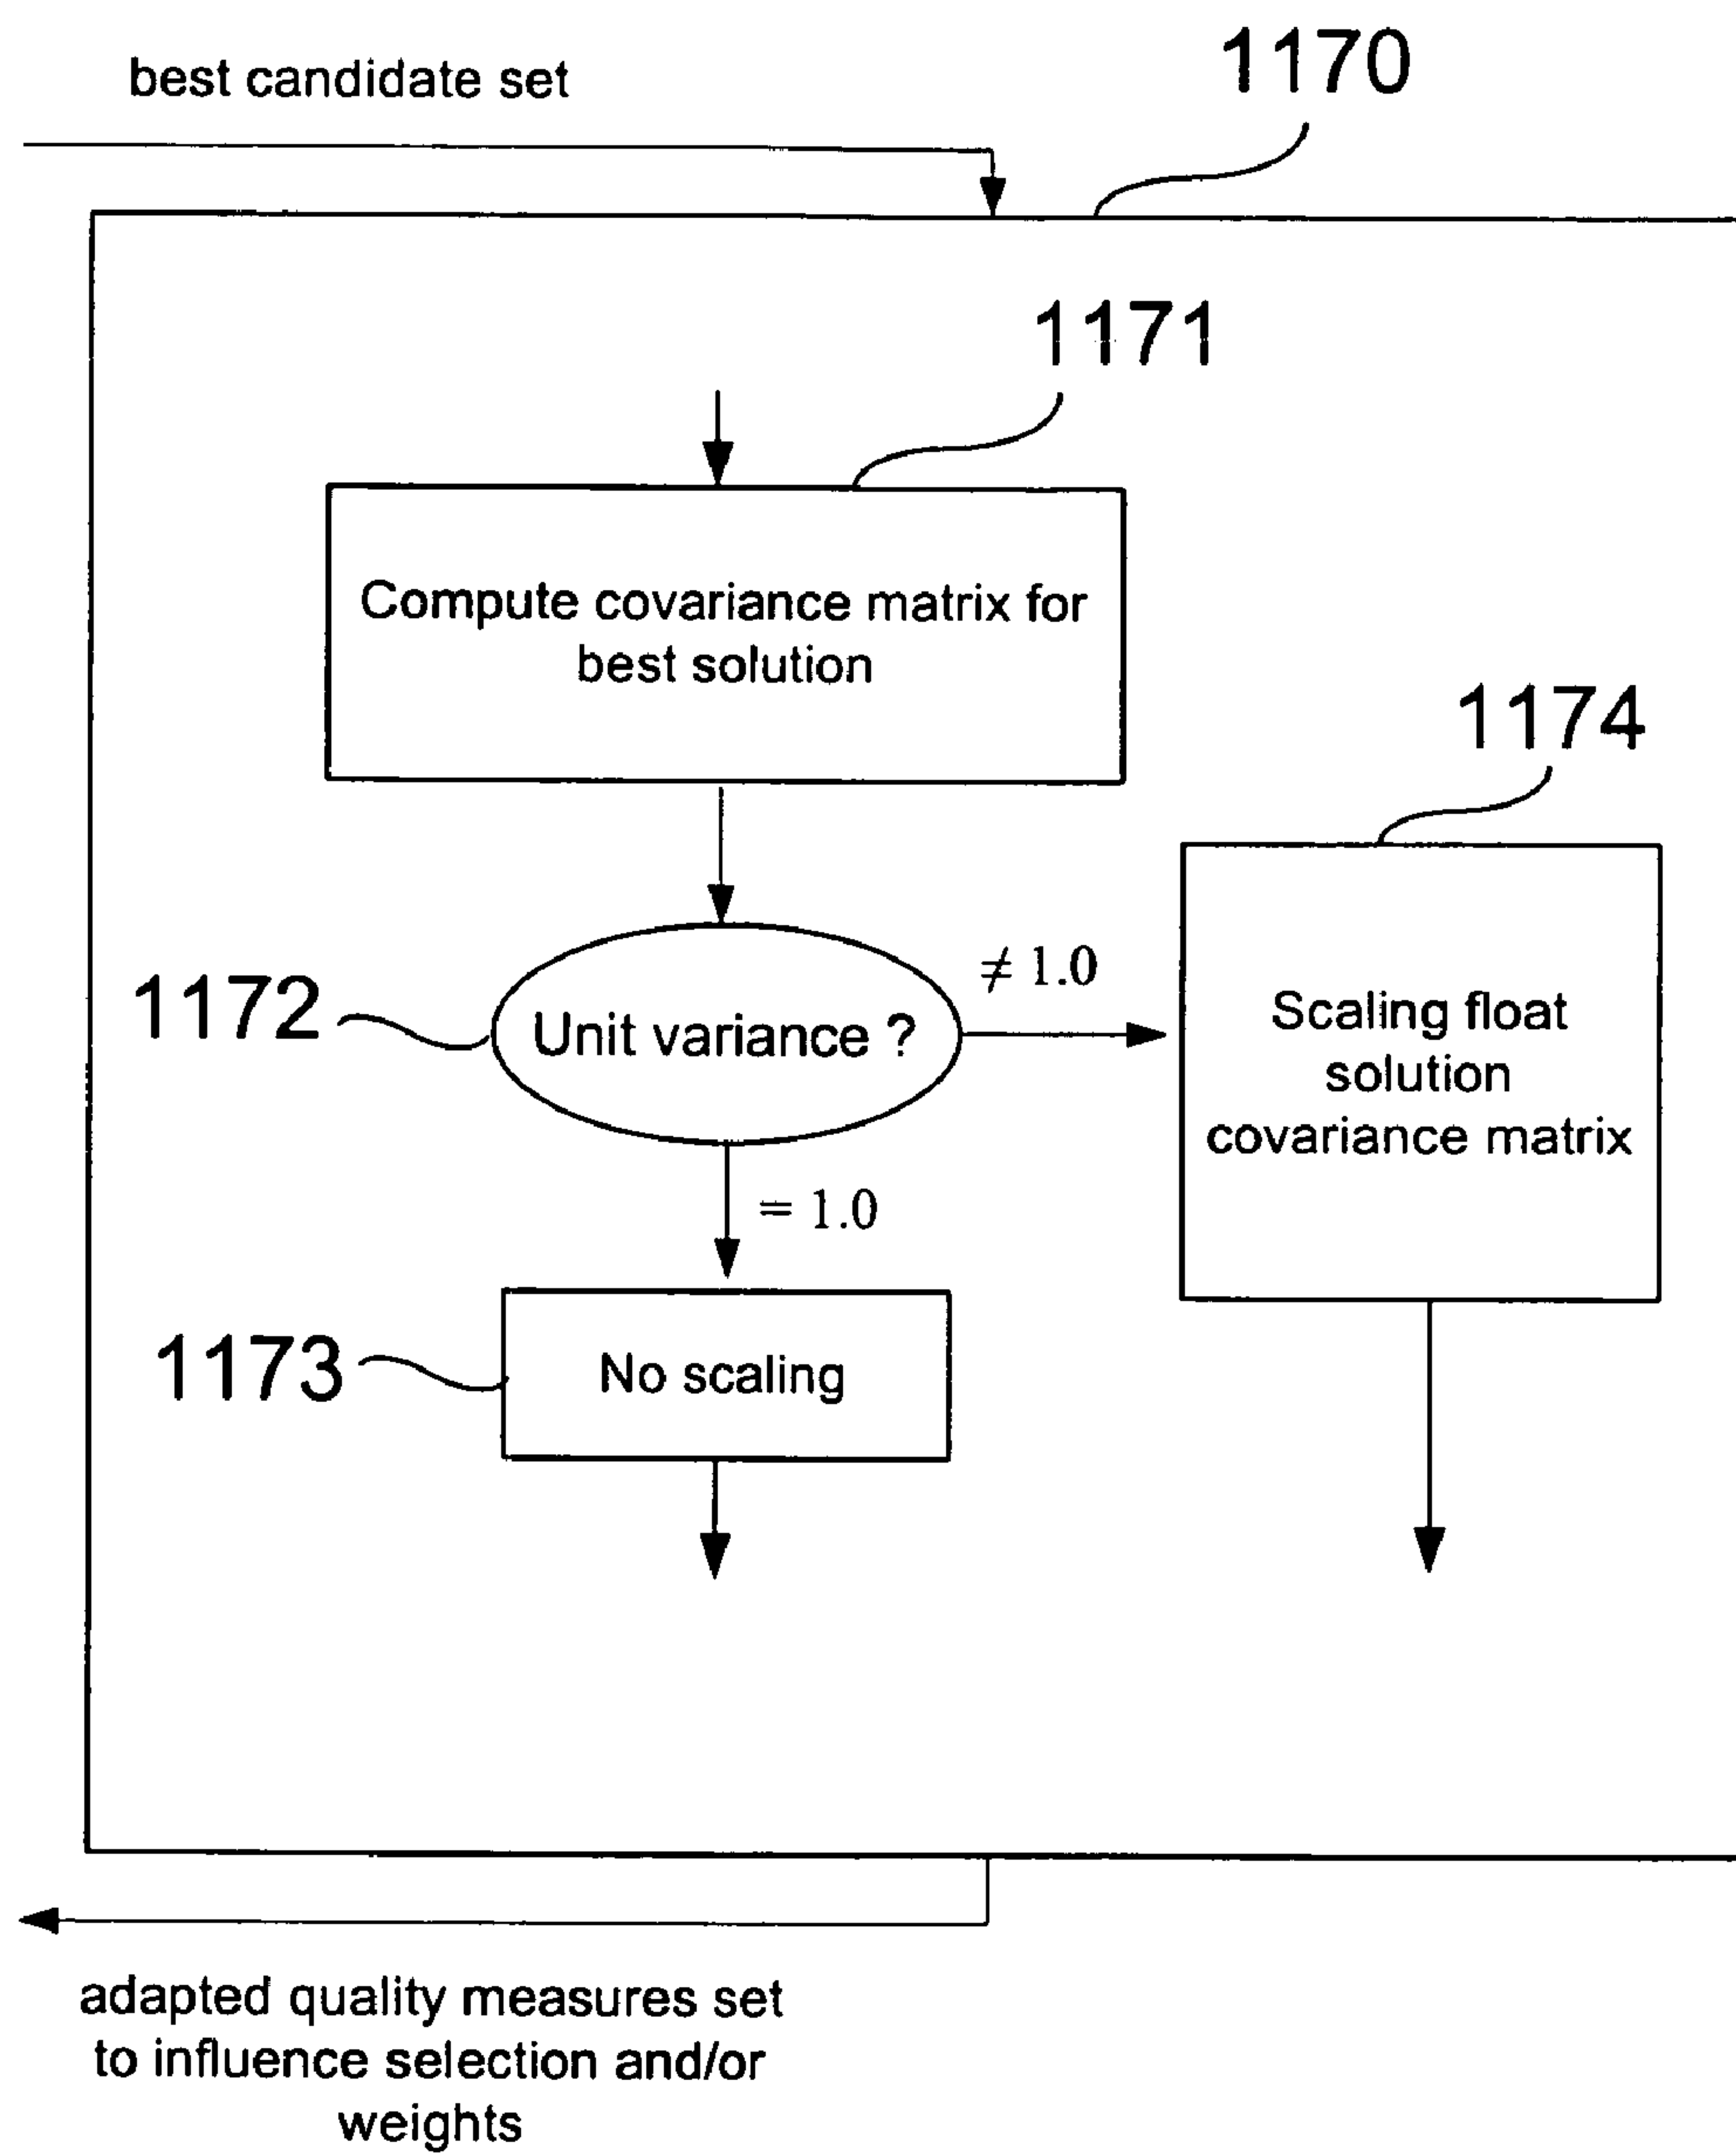 best candidate set
1170
1171
Compute covariance matrix for
best solution
1174
1172
Unit variance ?
≠ 1.0
Scaling float
solution
covariance matrix
= 1.0
1173
No scaling
adapted quality measures set
to influence selection and/or
weights